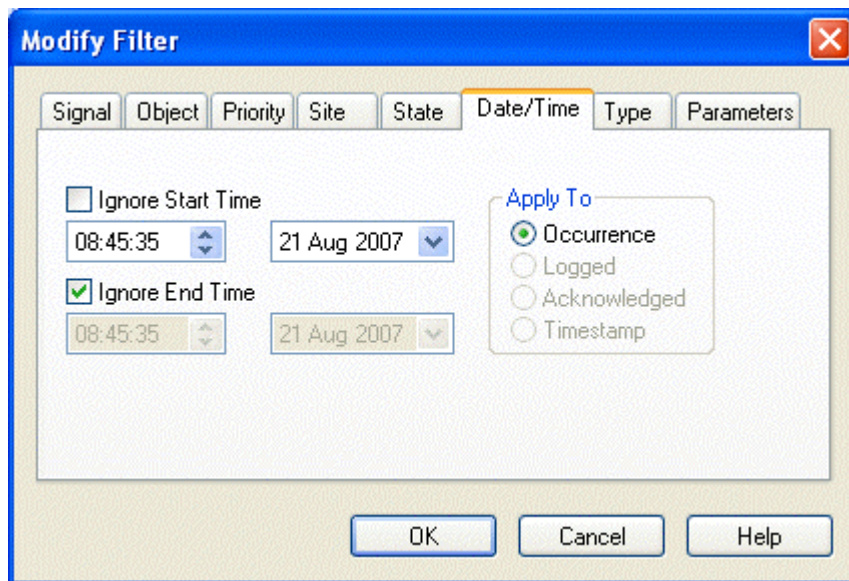 Modify Filter
Signal Object Priority Site State Date/Time Type Parameters
Ignore Start Time
08:45:35 21 Aug 2007
Ignore End Time
08:45:35 21 Aug 2007
Apply To
Occurrence
Logged
Acknowledged
Timestamp
OK Cancel Help